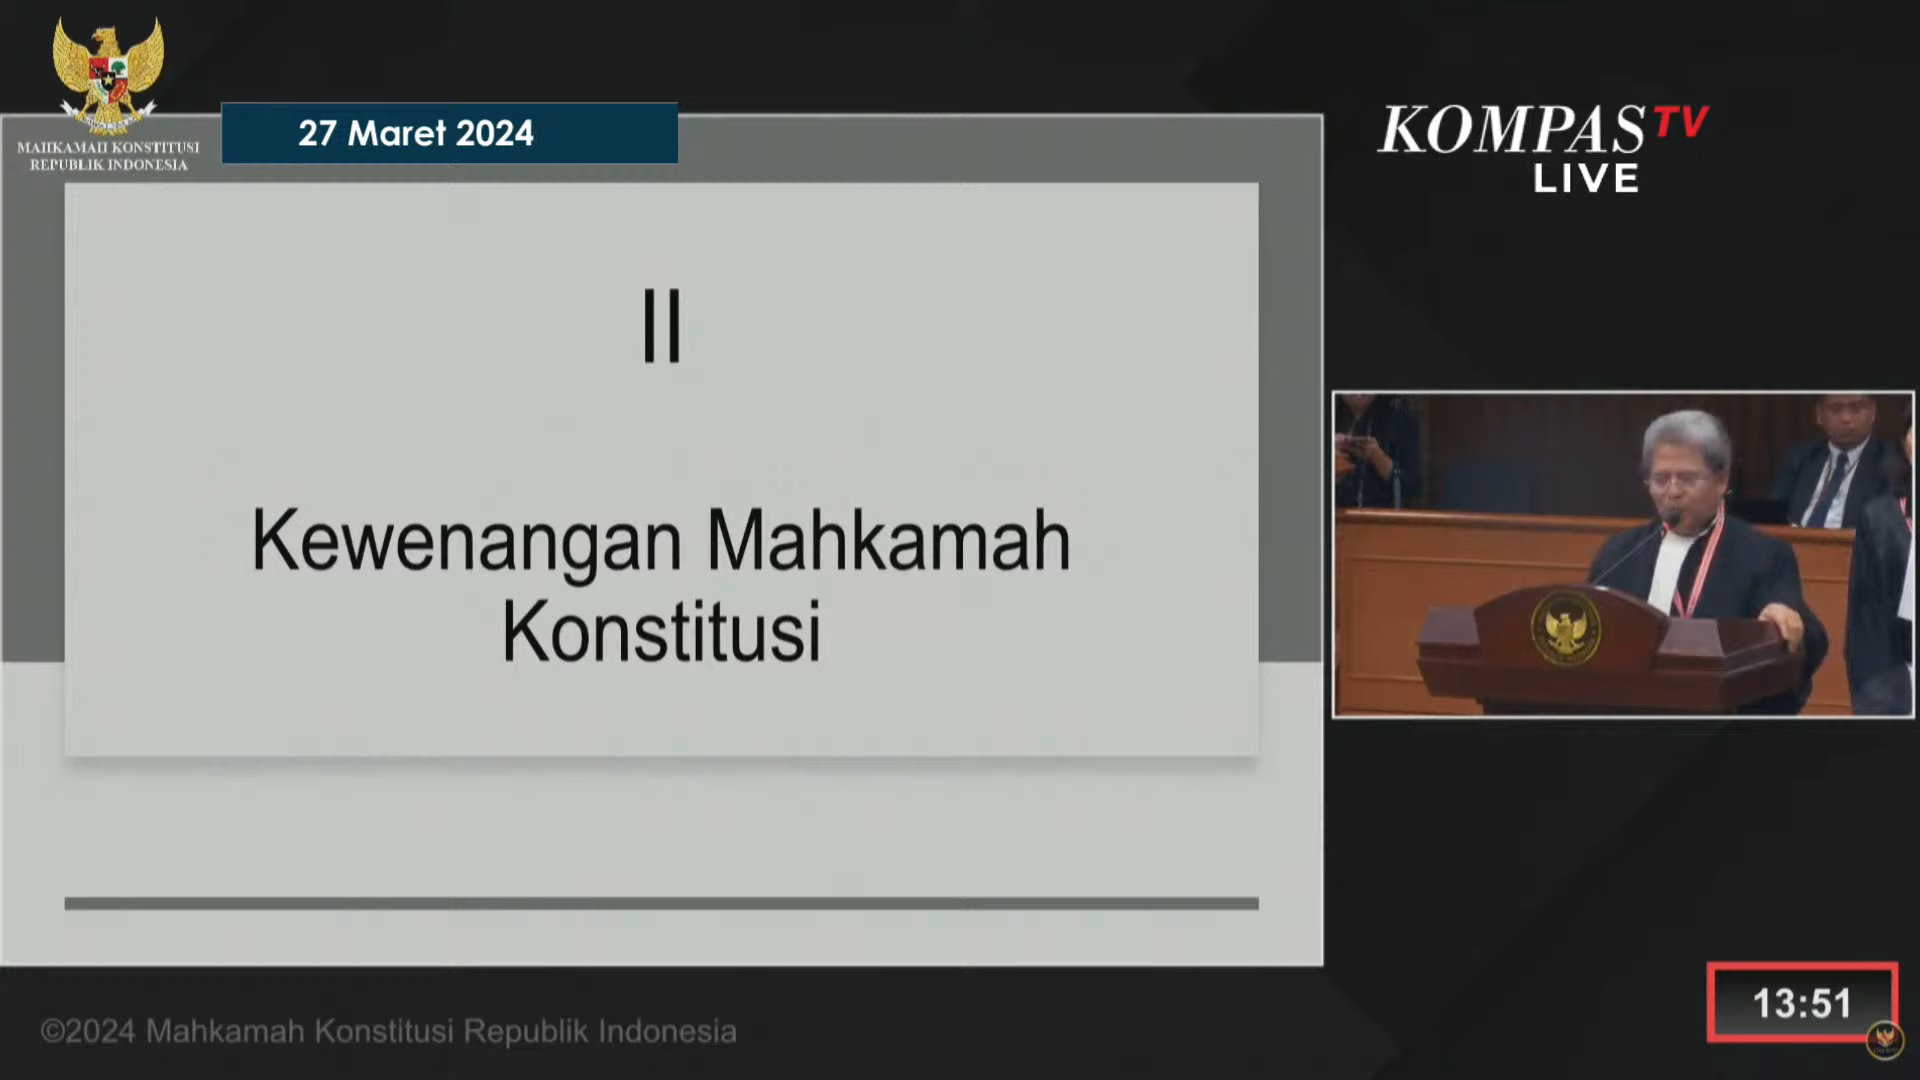 MAHKAMAH KONSTITUSI
REPUBLIK INDONESIA
27 Maret 2024
KOMPAS TV
LIVE
II
Kewenangan Mahkamah
Konstitusi
13:51
©2024 Mahkamah Konstitusi Republik Indonesia